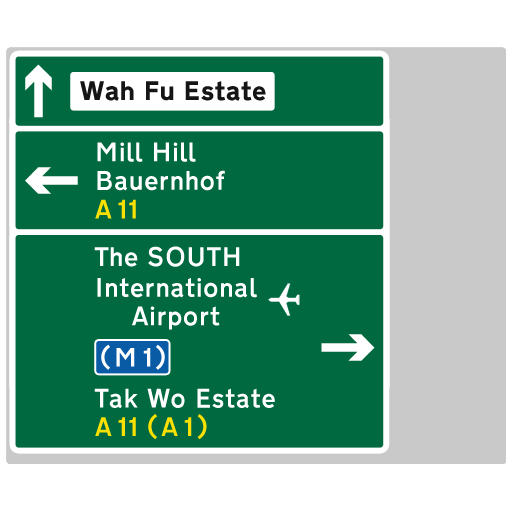 Wah Fu Estate
Mill Hill
Bauernhof
A 11
The SOUTH
International
Airport
(M 1)
Tak Wo Estate
A 11 (A 1)